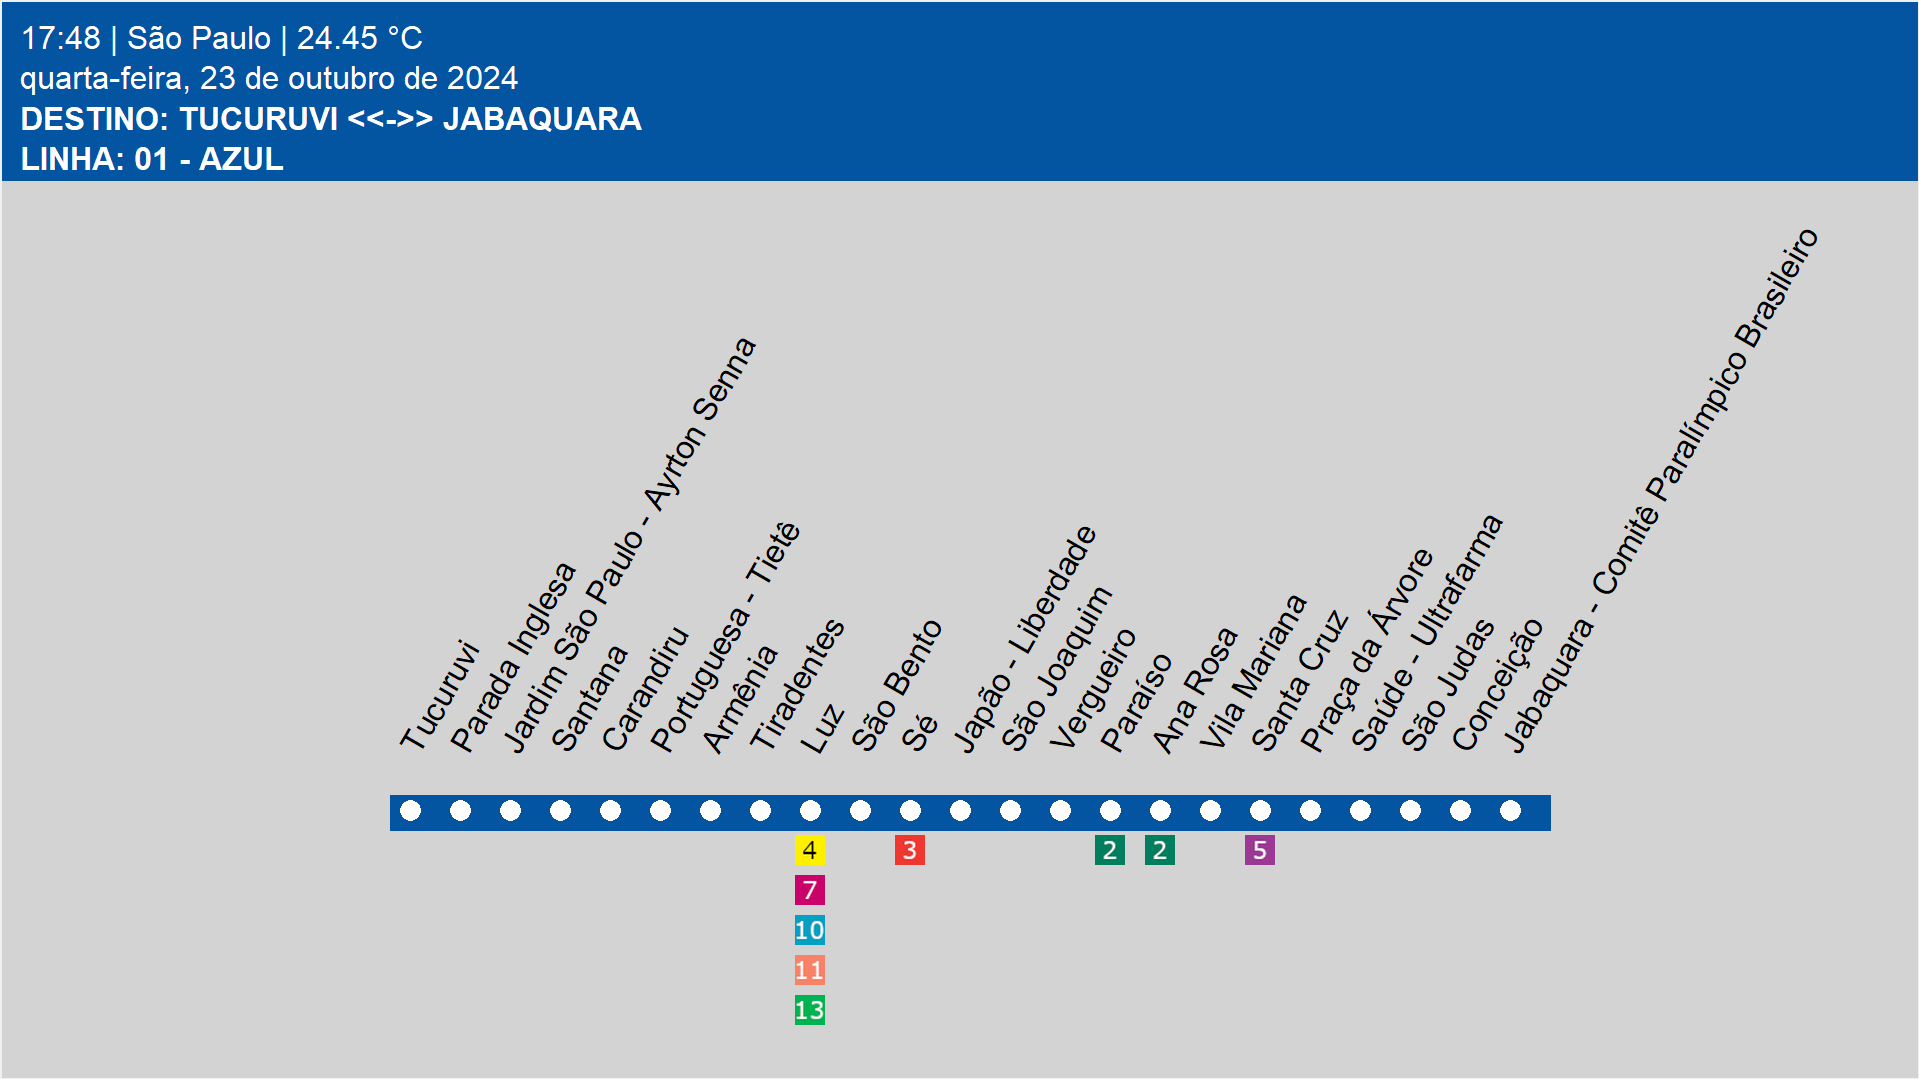 17:48 | São Paulo | 24.45 °C
quarta-feira, 23 de outubro de 2024
DESTINO: TUCURUVI <<->> JABAQUARA
LINHA: 01 - AZUL
Tucuruvi
Parada Inglesa
Jardim São Paulo - Ayrton Senna
Santana
Carandiru
Portuguesa - Tietê
Armênia
Tiradentes
Luz
São Bento
Sé
Japão - Liberdade
São Joaquim
Vergueiro
Paraíso
Ana Rosa
Vila Mariana
Santa Cruz
Praça da Árvore
Saúde - Ultrafarma
São Judas
Conceição
Jabaquara - Comitê Paralímpico Brasileiro
4
3
2
2
5
7
10
11
13